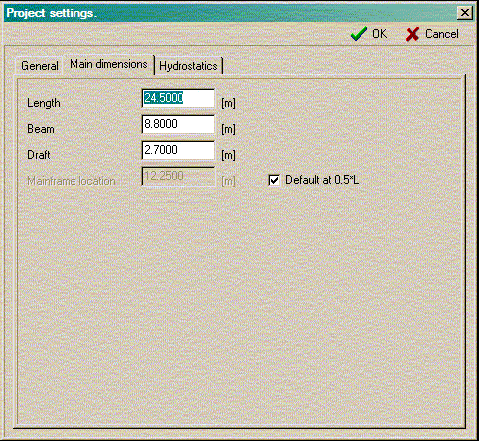 Project settings.
OK Cancel
General Main dimensions Hydrostatics
Length 24.5000 [m]
Beam 8.8000 [m]
Draft 2.7000 [m]
Mainframe location 12.2500 [m] Default at 0.5*L